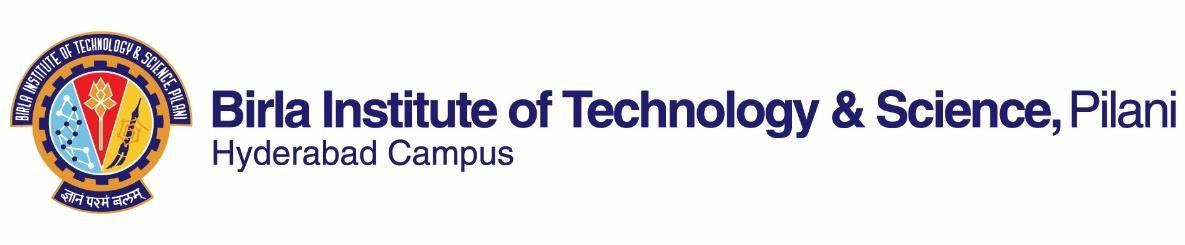 BIRLA INSTITUTE OF TECHNOLOGY & SCIENCE, PILANI
ज्ञानं परमं बलम्
Birla Institute of Technology & Science, Pilani
Hyderabad Campus